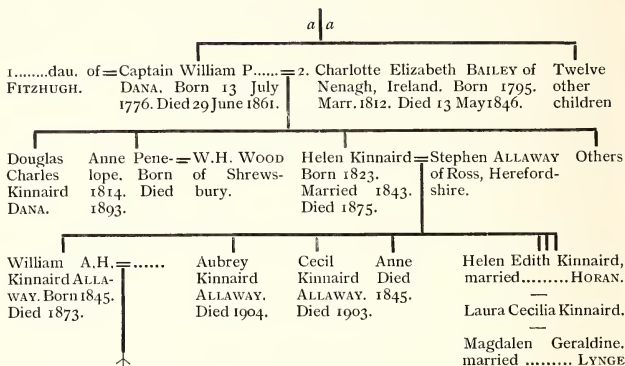 a a
1........dau. of = Captain William P...... = 2. Charlotte Elizabeth BAILEY of Twelve
FITZHUGH. DANA. Born 13 July Nenagh, Ireland. Born 1795. other
1776. Died 29 June 1861. Marr. 1812. Died 13 May 1846. children
Douglas Anne Pene- = W.H. WOOD Helen Kinnaird = Stephen ALLAWAY Others
Charles lope. Born of Shrews- Born 1823. of Ross, Hereford-
Kinnaird 1814. Died bury. Married 1843. shire.
DANA. 1893. Died 1875.
William A.H. = ...... Aubrey Cecil Anne Helen Edith Kinnaird,
Kinnaird ALLA- Kinnaird Kinnaird Died married.........HORAN.
WAY. Born 1845. ALLAWAY. ALLAWAY. 1845. —
Died 1873. Died 1904. Died 1903. Laura Cecilia Kinnaird.
—
Magdalen Geraldine.
married ......... LYNGE